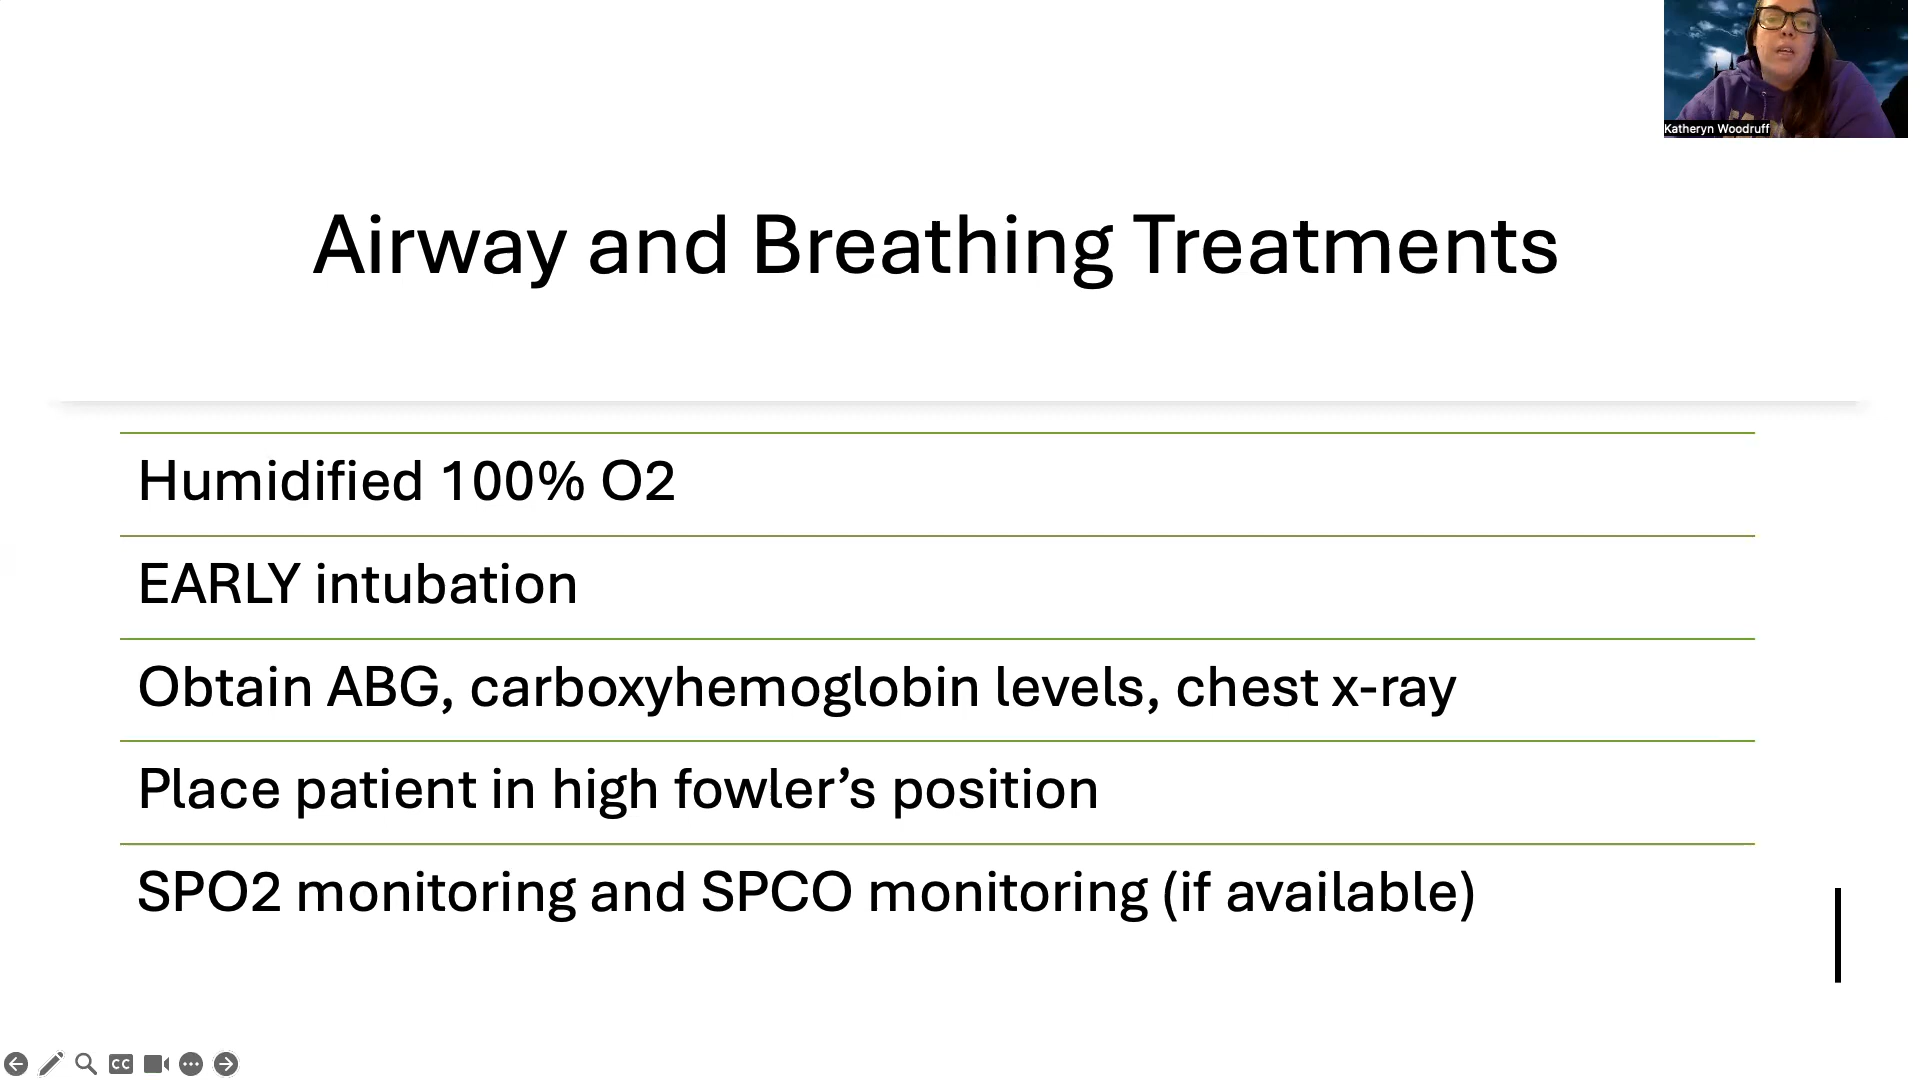 Katheryn Woodruff
Airway and Breathing Treatments
Humidified 100% O2
EARLY intubation
Obtain ABG, carboxyhemoglobin levels, chest x-ray
Place patient in high fowler’s position
SPO2 monitoring and SPCO monitoring (if available)
CC